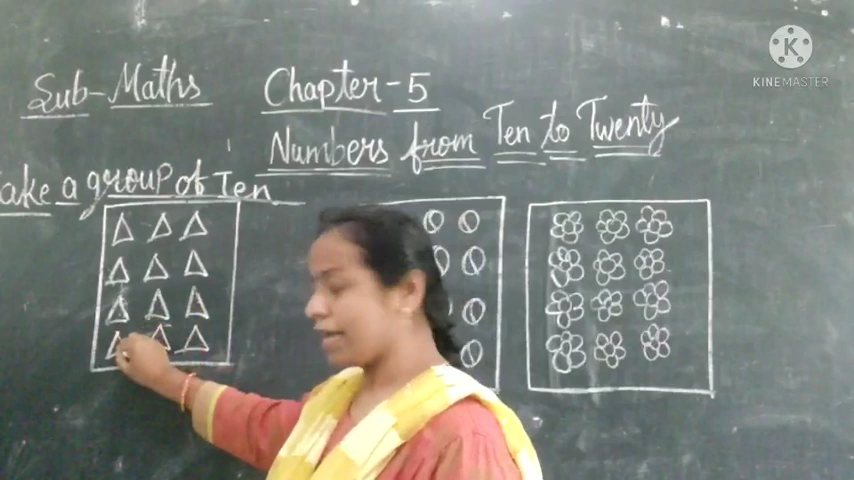 Sub-Maths
Chapter-5
KINEMASTER
Numbers from Ten to Twenty
ake a group of Ten